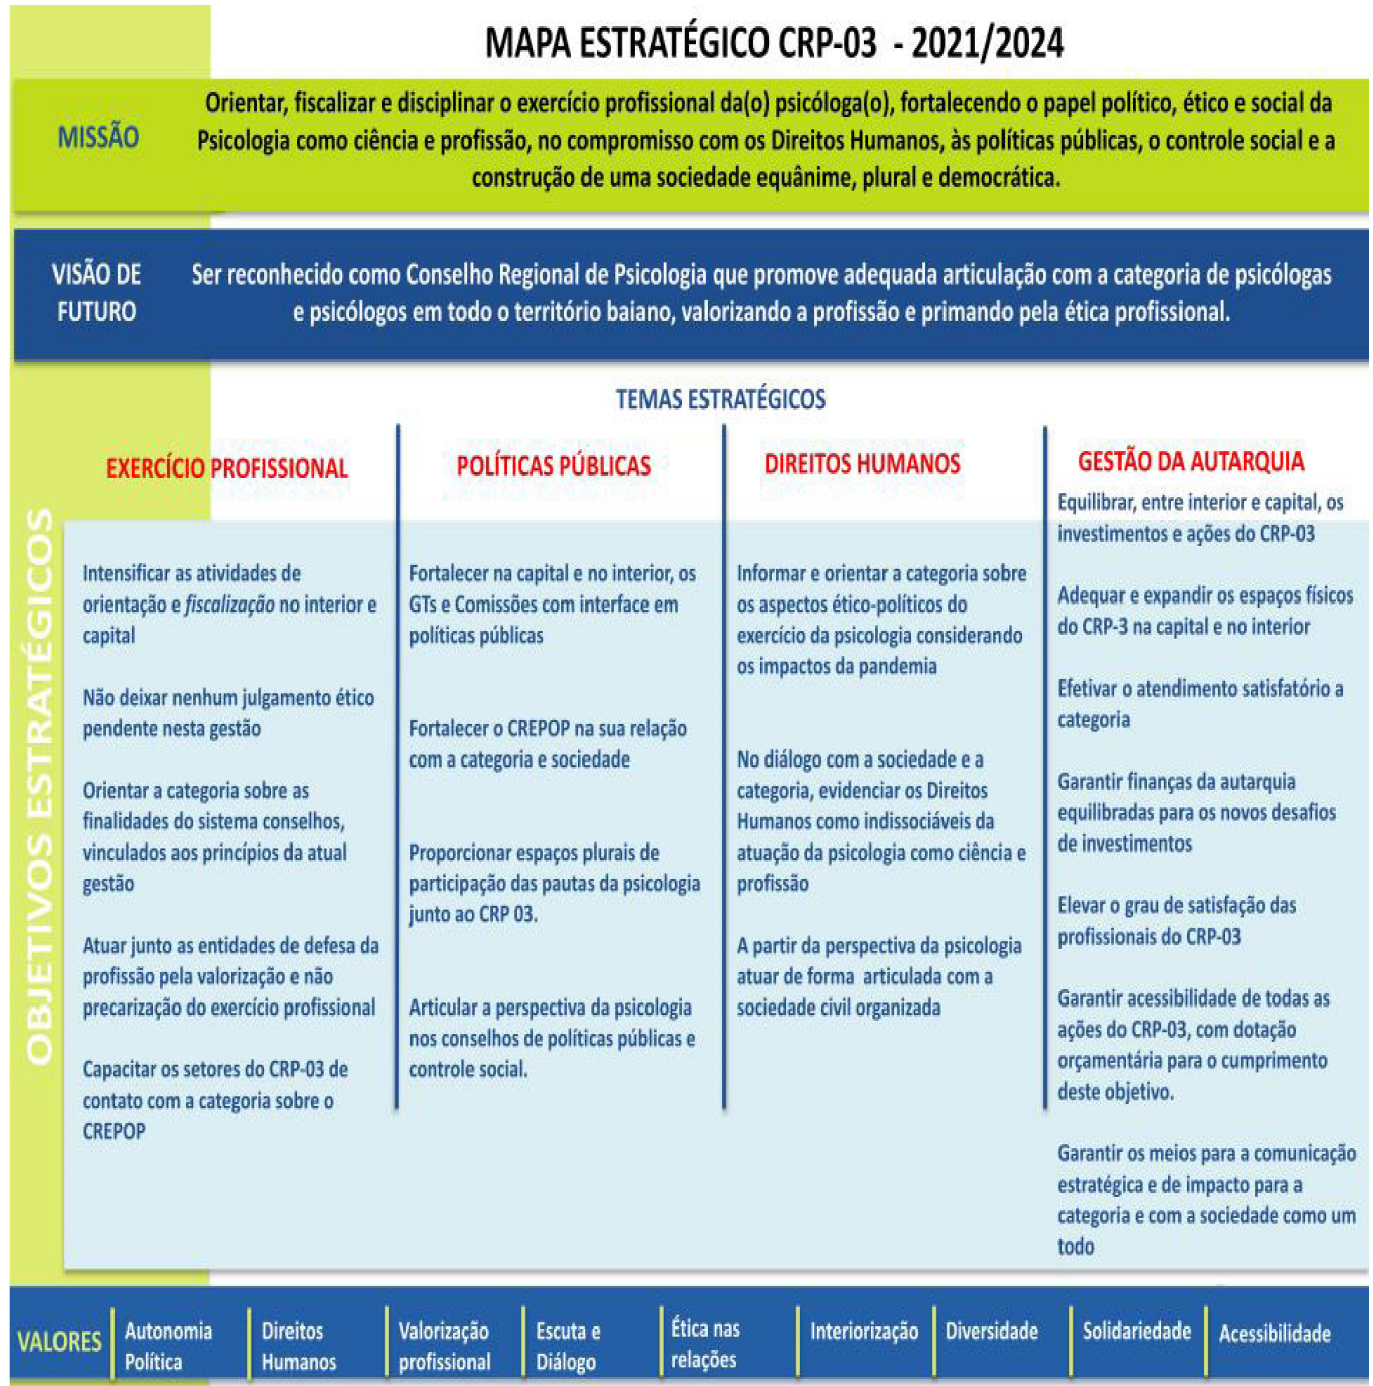 MAPA ESTRATÉGICO CRP-03 - 2021/2024
MISSÃO
Orientar, fiscalizar e disciplinar o exercício profissional da(o) psicóloga(o), fortalecendo o papel político, ético e social da
Psicologia como ciência e profissão, no compromisso com os Direitos Humanos, às políticas públicas, o controle social e a
construção de uma sociedade equânime, plural e democrática.
VISÃO DE
FUTURO
Ser reconhecido como Conselho Regional de Psicologia que promove adequada articulação com a categoria de psicólogas
e psicólogos em todo o território baiano, valorizando a profissão e primando pela ética profissional.
TEMAS ESTRATÉGICOS
OBJETIVOS ESTRATÉGICOS
EXERCÍCIO PROFISSIONAL
Intensificar as atividades de
orientação e fiscalização no interior e
capital
Não deixar nenhum julgamento ético
pendente nesta gestão
Orientar a categoria sobre as
finalidades do sistema conselhos,
vinculados aos princípios da atual
gestão
Atuar junto as entidades de defesa da
profissão pela valorização e não
precarização do exercício profissional
Capacitar os setores do CRP-03 de
contato com a categoria sobre o
CREPOP
POLÍTICAS PÚBLICAS
Fortalecer na capital e no interior, os
GTs e Comissões com interface em
políticas públicas
Fortalecer o CREPOP na sua relação
com a categoria e sociedade
Proporcionar espaços plurais de
participação das pautas da psicologia
junto ao CRP 03.
Articular a perspectiva da psicologia
nos conselhos de políticas públicas e
controle social.
DIREITOS HUMANOS
Informar e orientar a categoria sobre
os aspectos ético-políticos do
exercício da psicologia considerando
os impactos da pandemia
No diálogo com a sociedade e a
categoria, evidenciar os Direitos
Humanos como indissociáveis da
atuação da psicologia como ciência e
profissão
A partir da perspectiva da psicologia
atuar de forma articulada com a
sociedade civil organizada
GESTÃO DA AUTARQUIA
Equilibrar, entre interior e capital, os
investimentos e ações do CRP-03
Adequar e expandir os espaços físicos
do CRP-3 na capital e no interior
Efetivar o atendimento satisfatório a
categoria
Garantir finanças da autarquia
equilibradas para os novos desafios
de investimentos
Elevar o grau de satisfação das
profissionais do CRP-03
Garantir acessibilidade de todas as
ações do CRP-03, com dotação
orçamentária para o cumprimento
deste objetivo.
Garantir os meios para a comunicação
estratégica e de impacto para a
categoria e com a sociedade como um
todo
VALORES
Autonomia
Política
Direitos
Humanos
Valorização
profissional
Escuta e
Diálogo
Ética nas
relações
Interiorização
Diversidade
Solidariedade
Acessibilidade